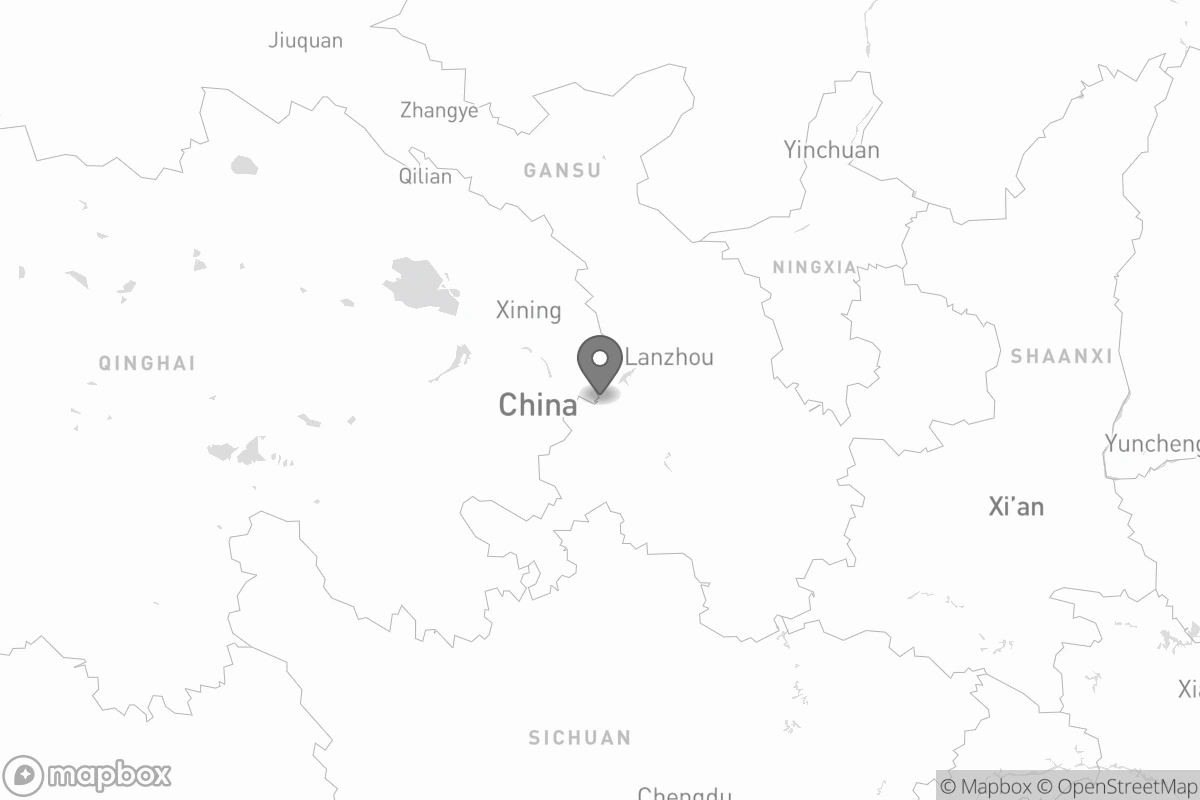 Jiuquan
Zhangye
Qilian
GANSU
Yinchuan
NINGXIA
Xining
QINGHAI
Lanzhou
SHAANXI
China
Yuncheng
Xi’an
Xi
SICHUAN
mapbox
Chengdu
© Mapbox © OpenStreetMap